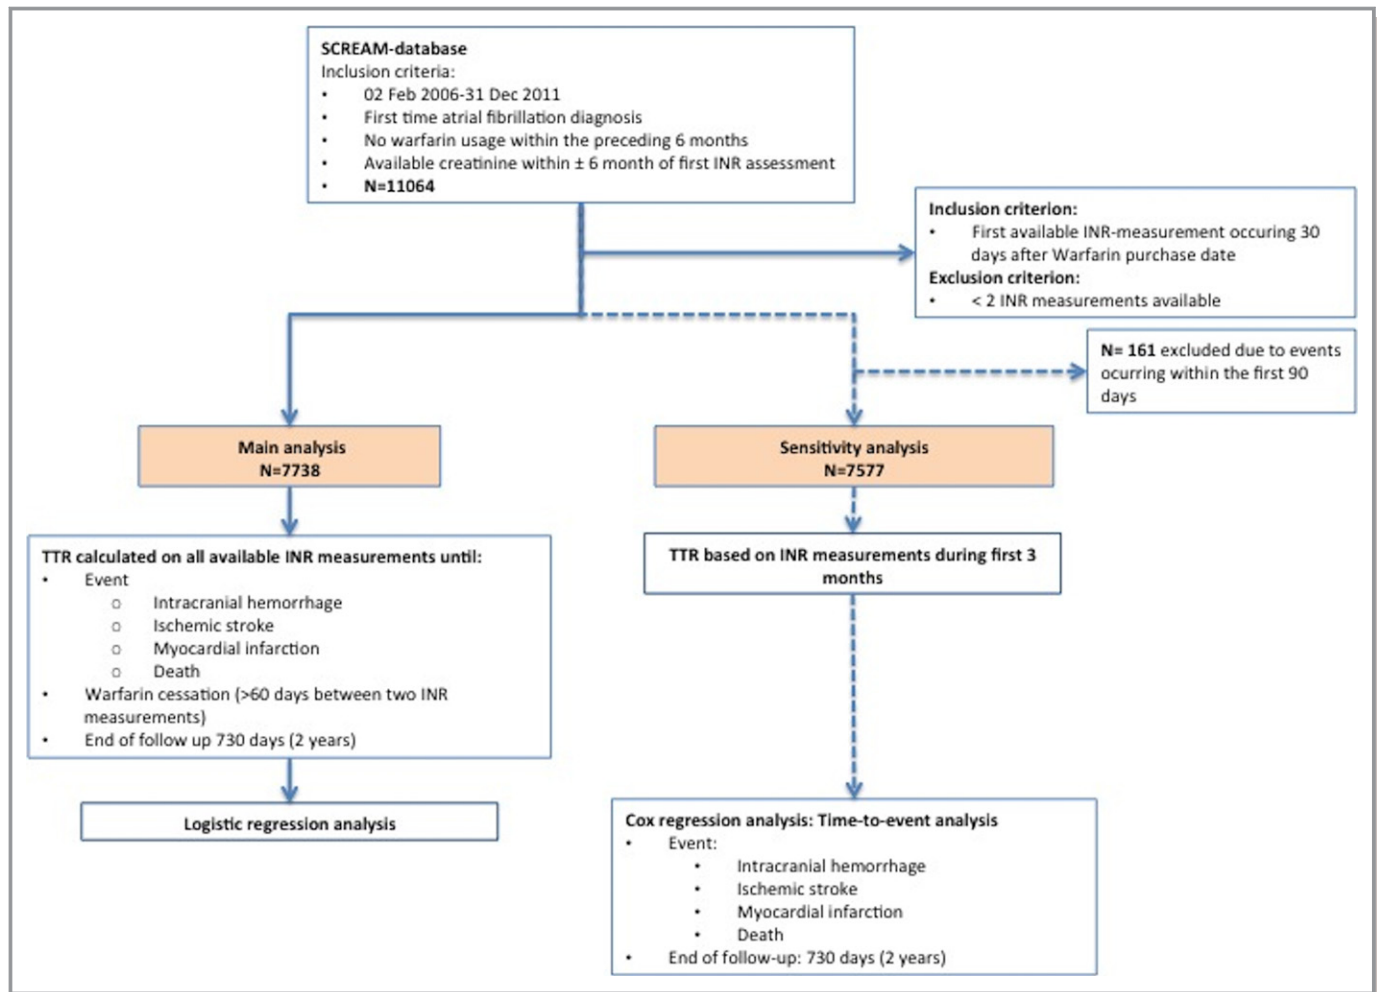 SCREAM-database
Inclusion criteria:
• 02 Feb 2006-31 Dec 2011
• First time atrial fibrillation diagnosis
• No warfarin usage within the preceding 6 months
• Available creatinine within ± 6 month of first INR assessment
• N=11064
Inclusion criterion:
• First available INR-measurement occuring 30
days after Warfarin purchase date
Exclusion criterion:
• < 2 INR measurements available
N= 161 excluded due to events
ocurring within the first 90
days
Main analysis
N=7738
Sensitivity analysis
N=7577
TTR calculated on all available INR measurements until:
• Event
o Intracranial hemorrhage
o Ischemic stroke
o Myocardial infarction
o Death
• Warfarin cessation (>60 days between two INR
measurements)
• End of follow up 730 days (2 years)
TTR based on INR measurements during first 3
months
Logistic regression analysis
Cox regression analysis: Time-to-event analysis
• Event:
• Intracranial hemorrhage
• Ischemic stroke
• Myocardial infarction
• Death
• End of follow-up: 730 days (2 years)